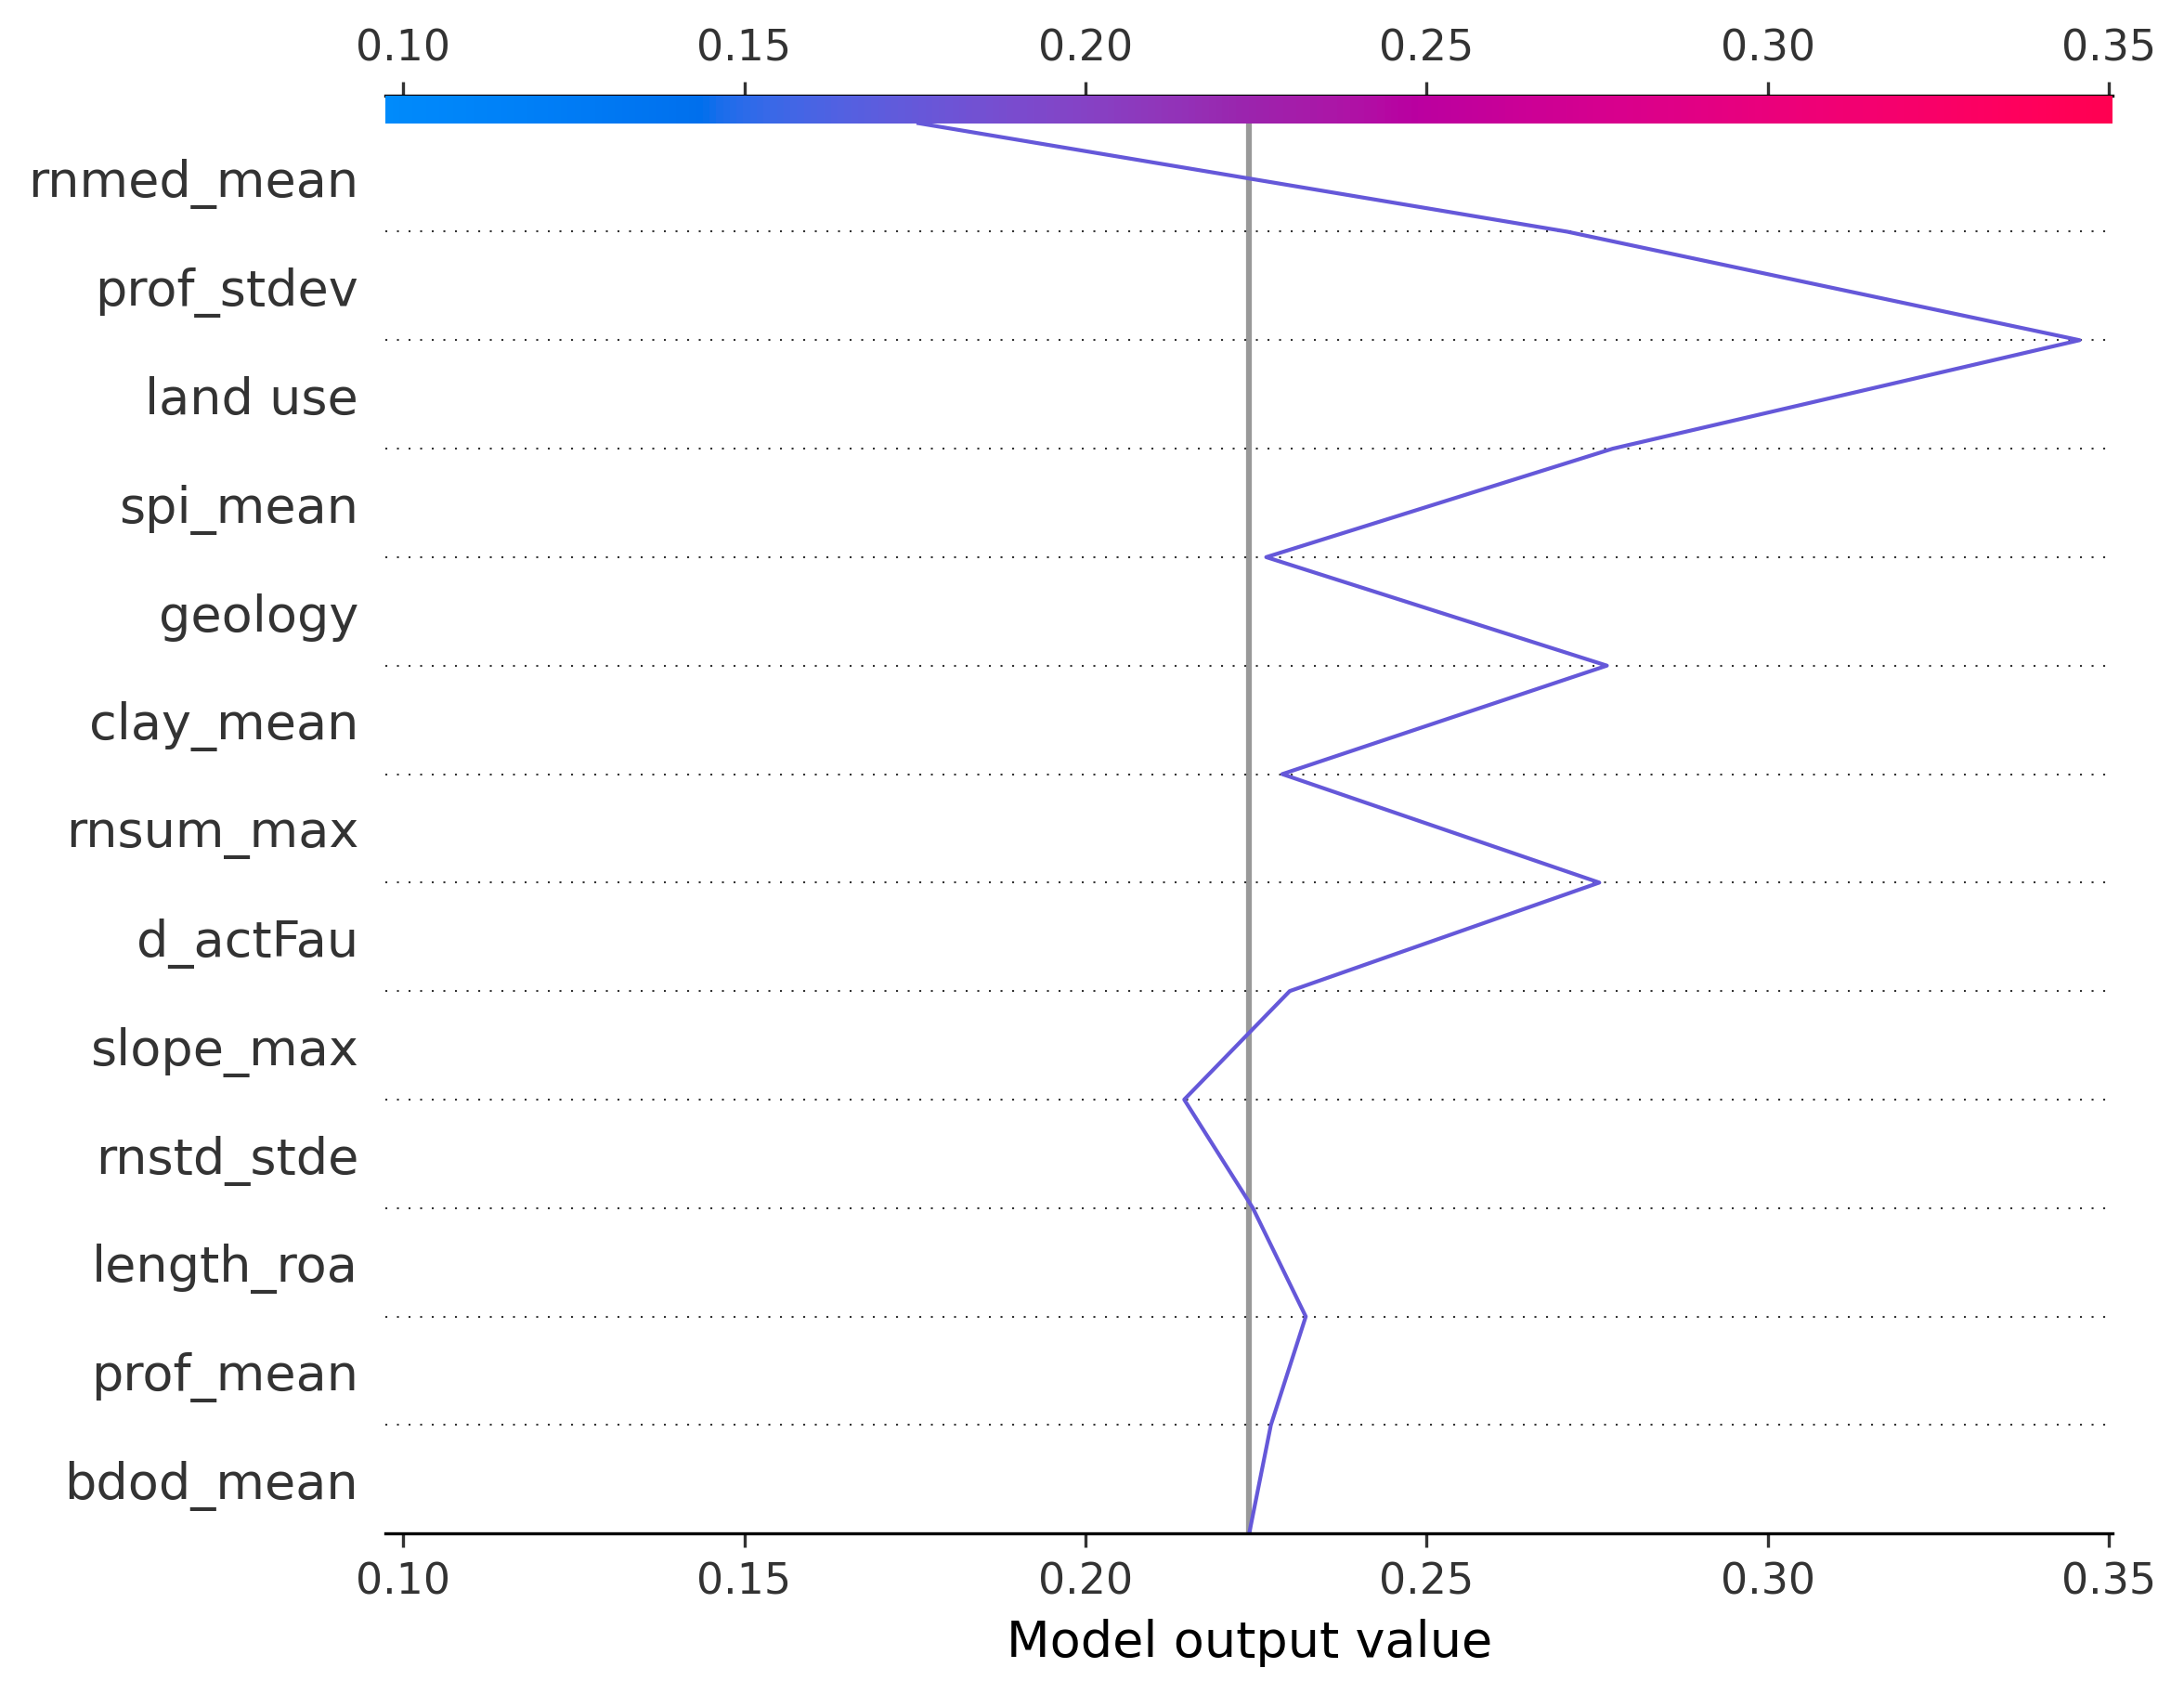 0.10 0.15 0.20 0.25 0.30 0.35
rnmed_mean
prof_stdev
land use
spi_mean
geology
clay_mean
rnsum_max
d_actFau
slope_max
rnstd_stde
length_roa
prof_mean
bdod_mean
0.10 0.15 0.20 0.25 0.30 0.35
Model output value